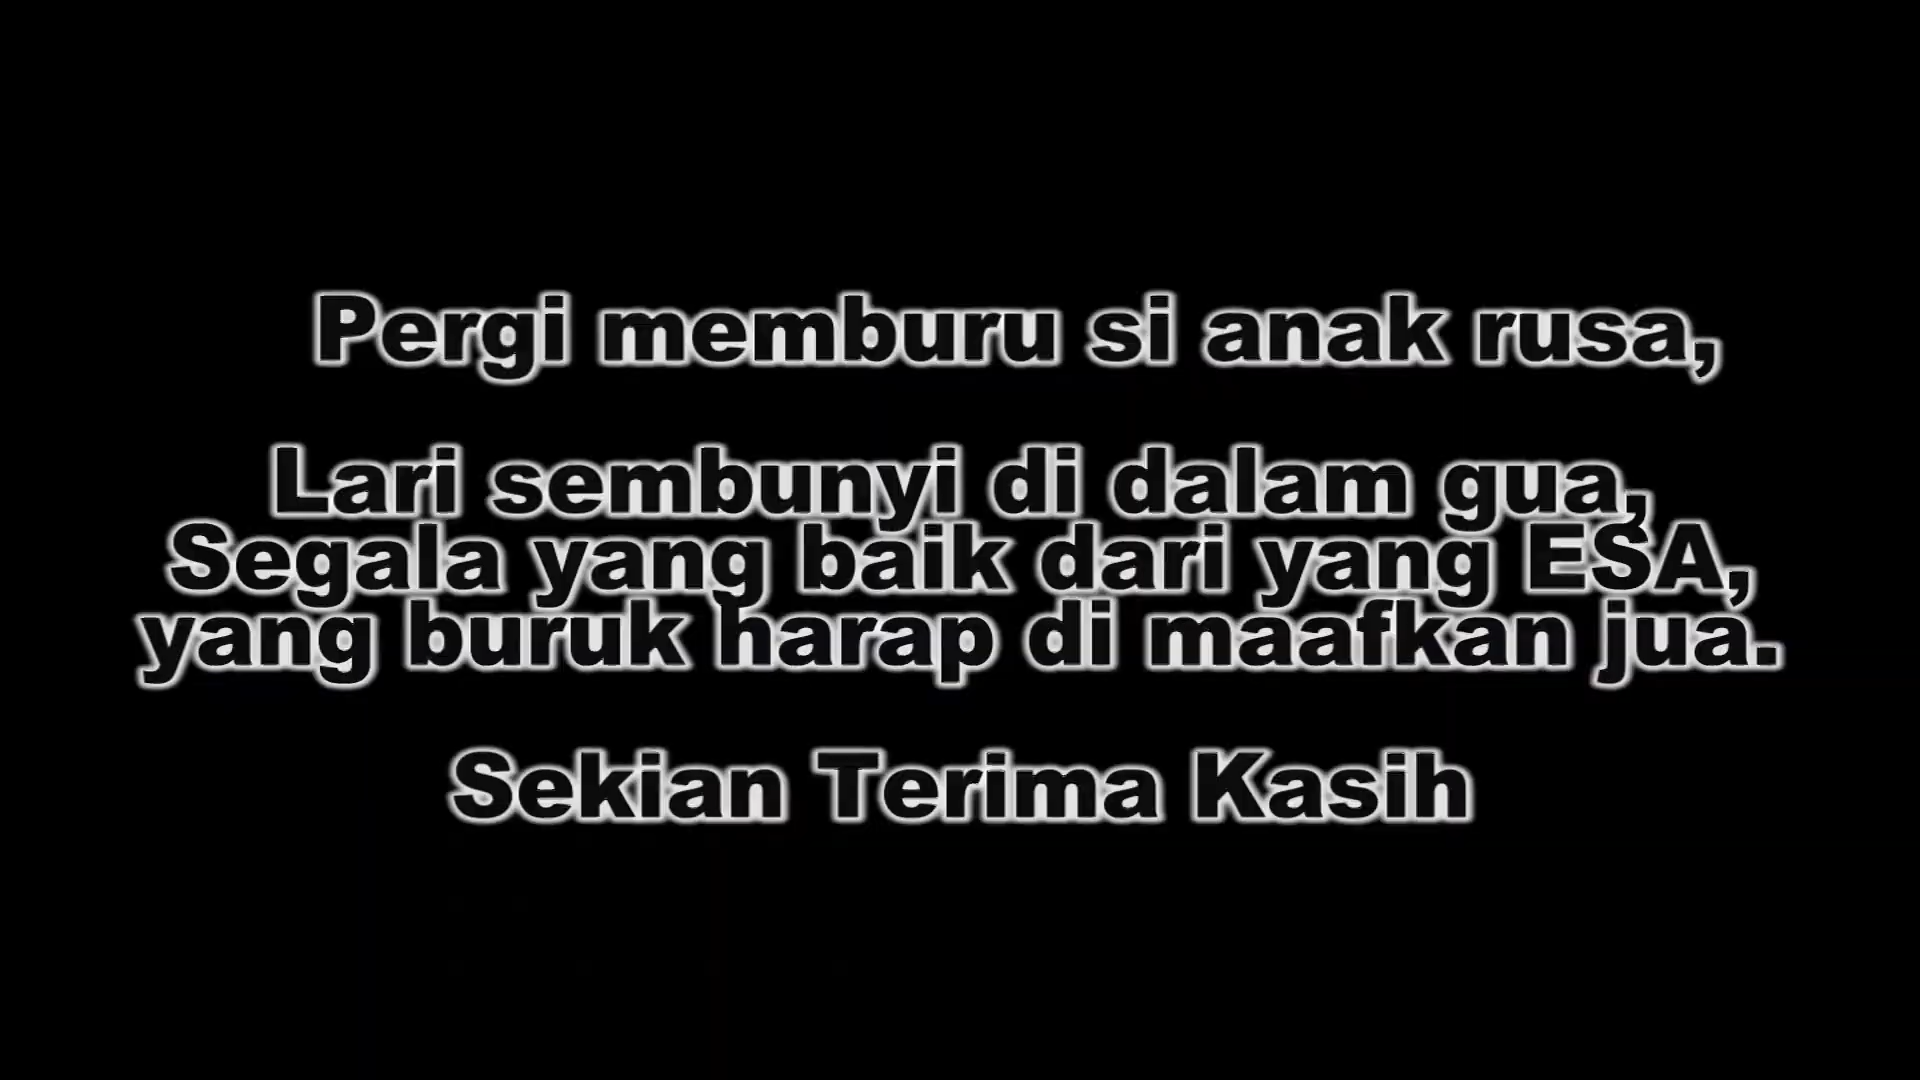 Pergi memburu si anak rusa,
Lari sembunyi di dalam gua,
Segala yang baik dari yang ESA,
yang buruk harap di maafkan jua.
Sekian Terima Kasih